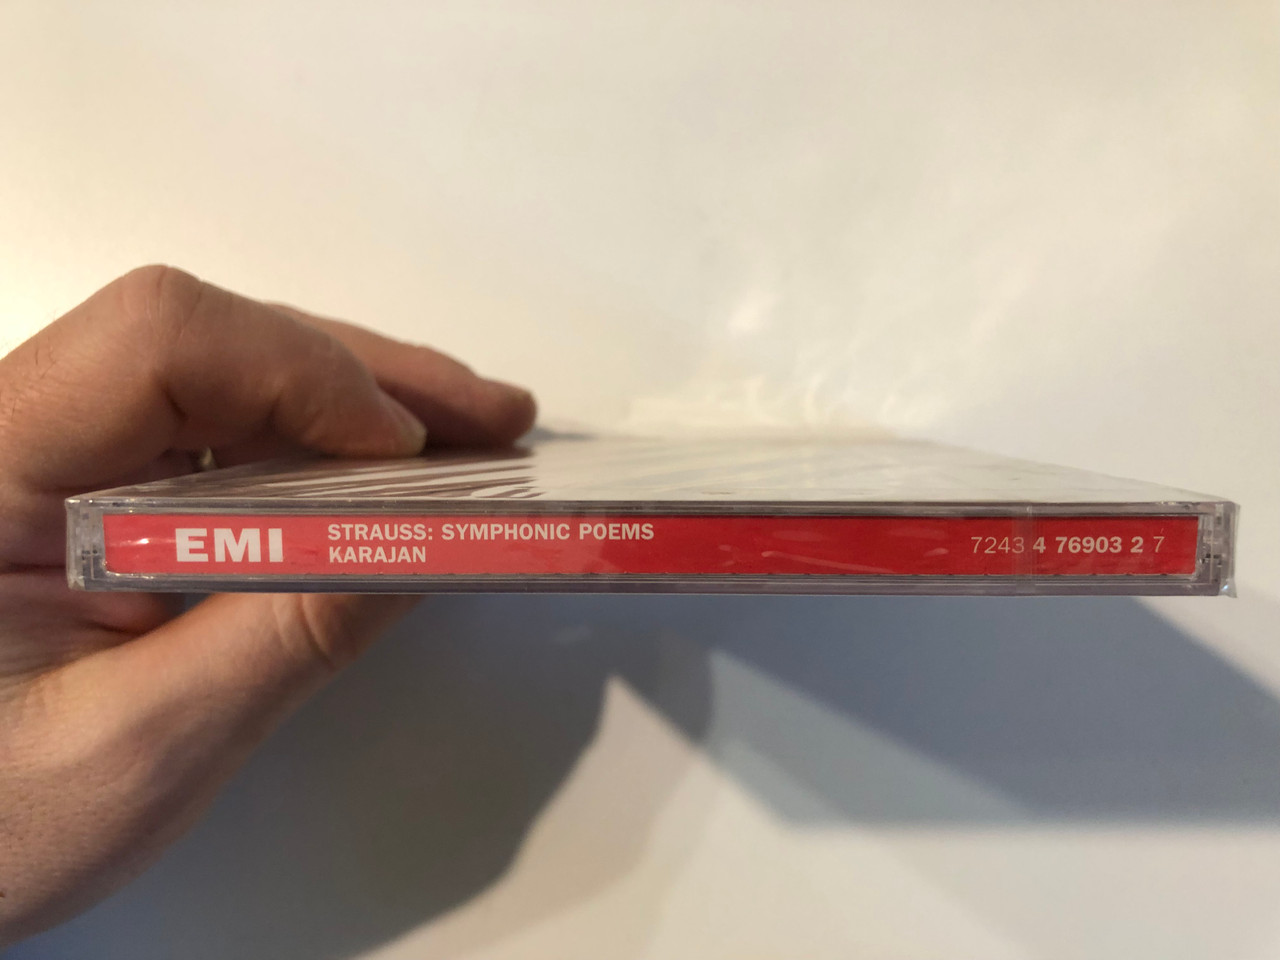 EMI
STRAUSS: SYMPHONIC POEMS
KARAJAN
7243 4 76903 2 7